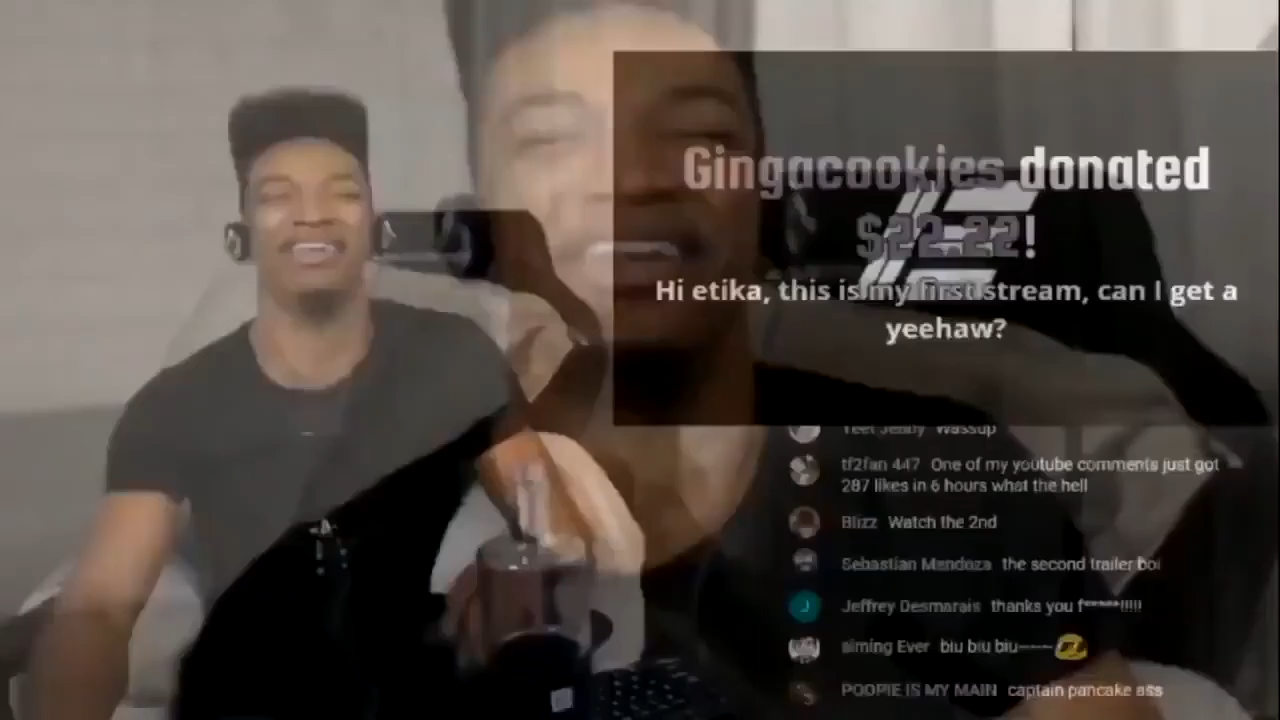 Gingacookies donated
$22.22!
Hi etika, this is my first stream, can I get a
yeehaw?
Yeet Jebby Wassup
tf2fan 447 One of my youtube comments just got
287 likes in 6 hours what the hell
Blizz Watch the 2nd
Sebastian Mendoza the second trailer boi
J Jeffrey Desmarais thanks you f*****!!!!!
aiming Ever biu biu biu-----
POOPIE IS MY MAIN captain pancake ass